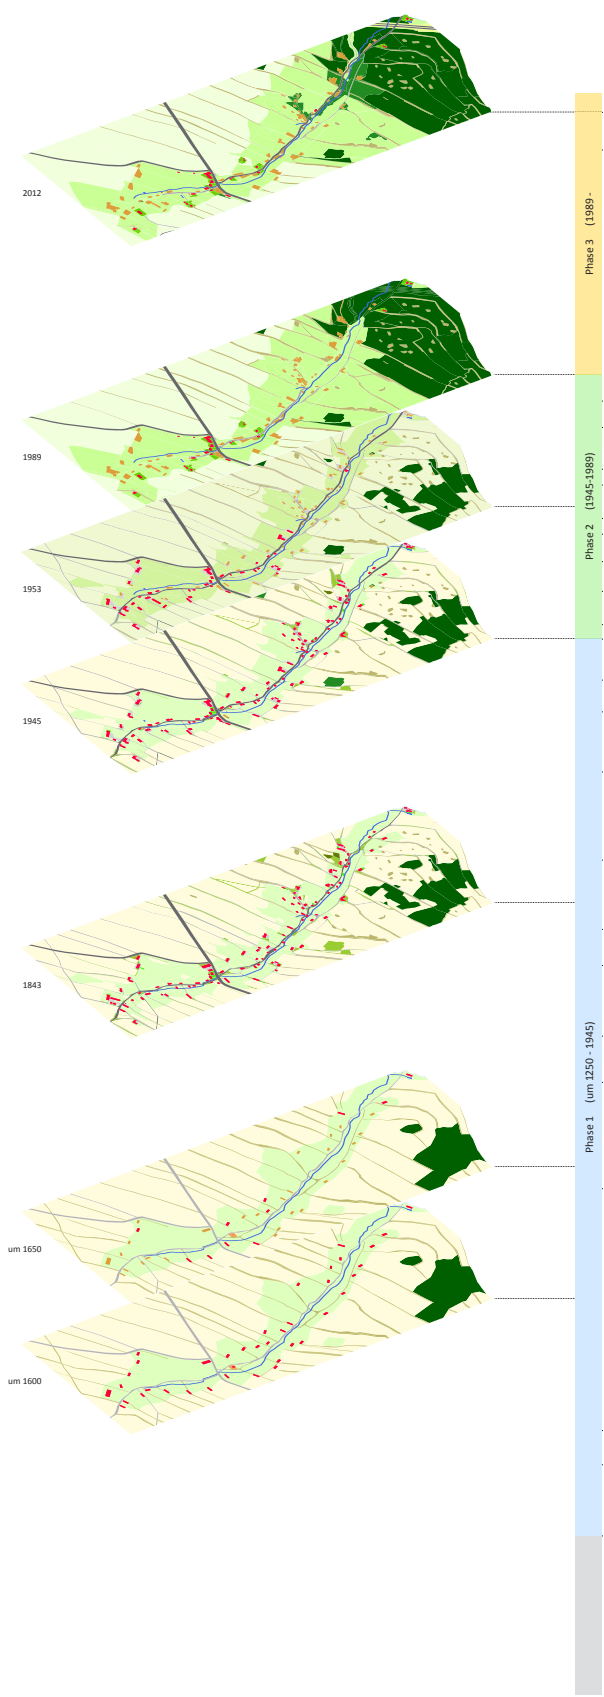 2012
1989
1953
1945
1843
um 1650
um 1600
Phase 3 (1989 -
Phase 2 (1945-1989)
Phase 1 (um 1250 - 1945)